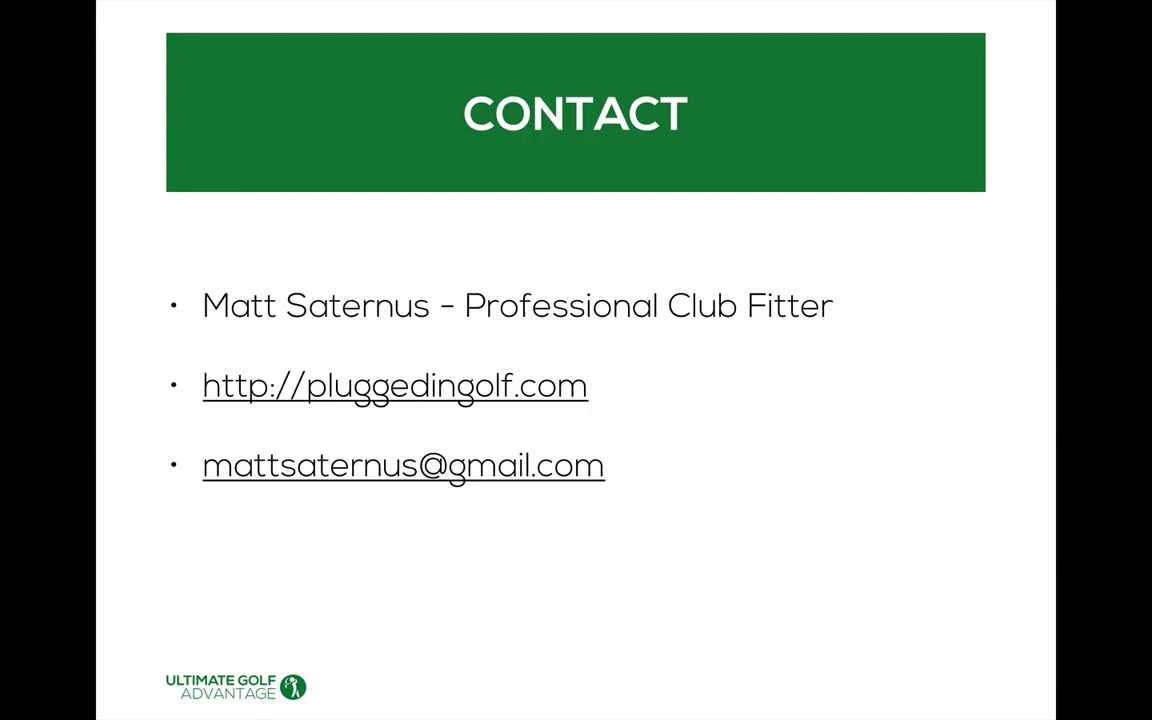 CONTACT
• Matt Saternus - Professional Club Fitter
• http://pluggedingolf.com
• mattsaternus@gmail.com
ULTIMATE GOLF
ADVANTAGE